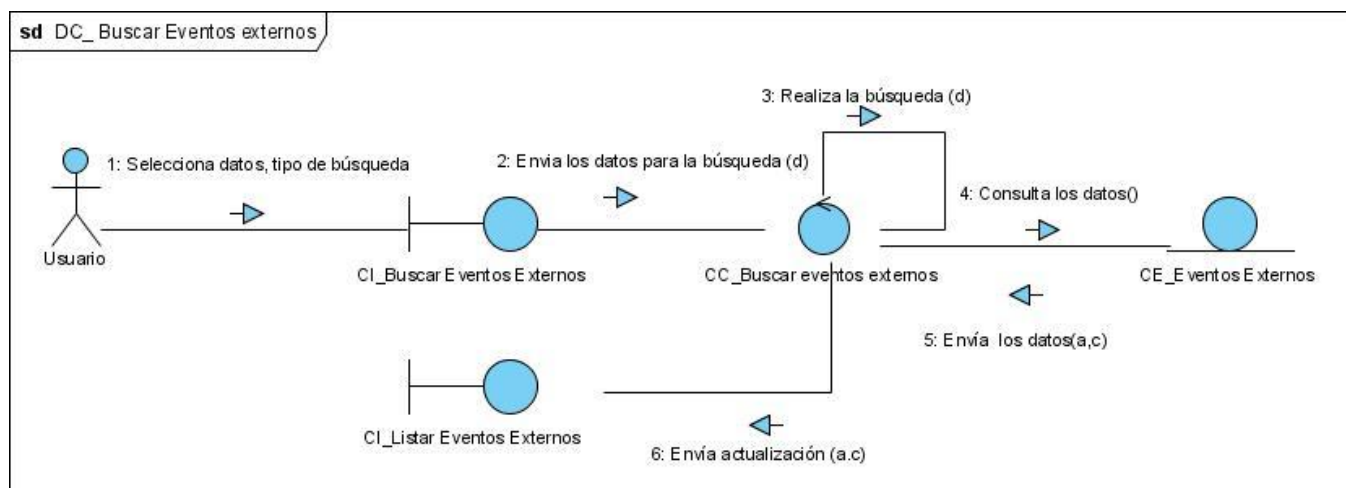 sd DC_ Buscar Eventos externos
3: Realiza la búsqueda (d)
1: Selecciona datos, tipo de búsqueda
2: Envia los datos para la búsqueda (d)
4: Consulta los datos()
Usuario
CI_Buscar Eventos Externos
CC_Buscar eventos externos
CE_Eventos Externos
5: Envía los datos(a,c)
CI_Listar Eventos Externos
6: Envía actualización (a.c)